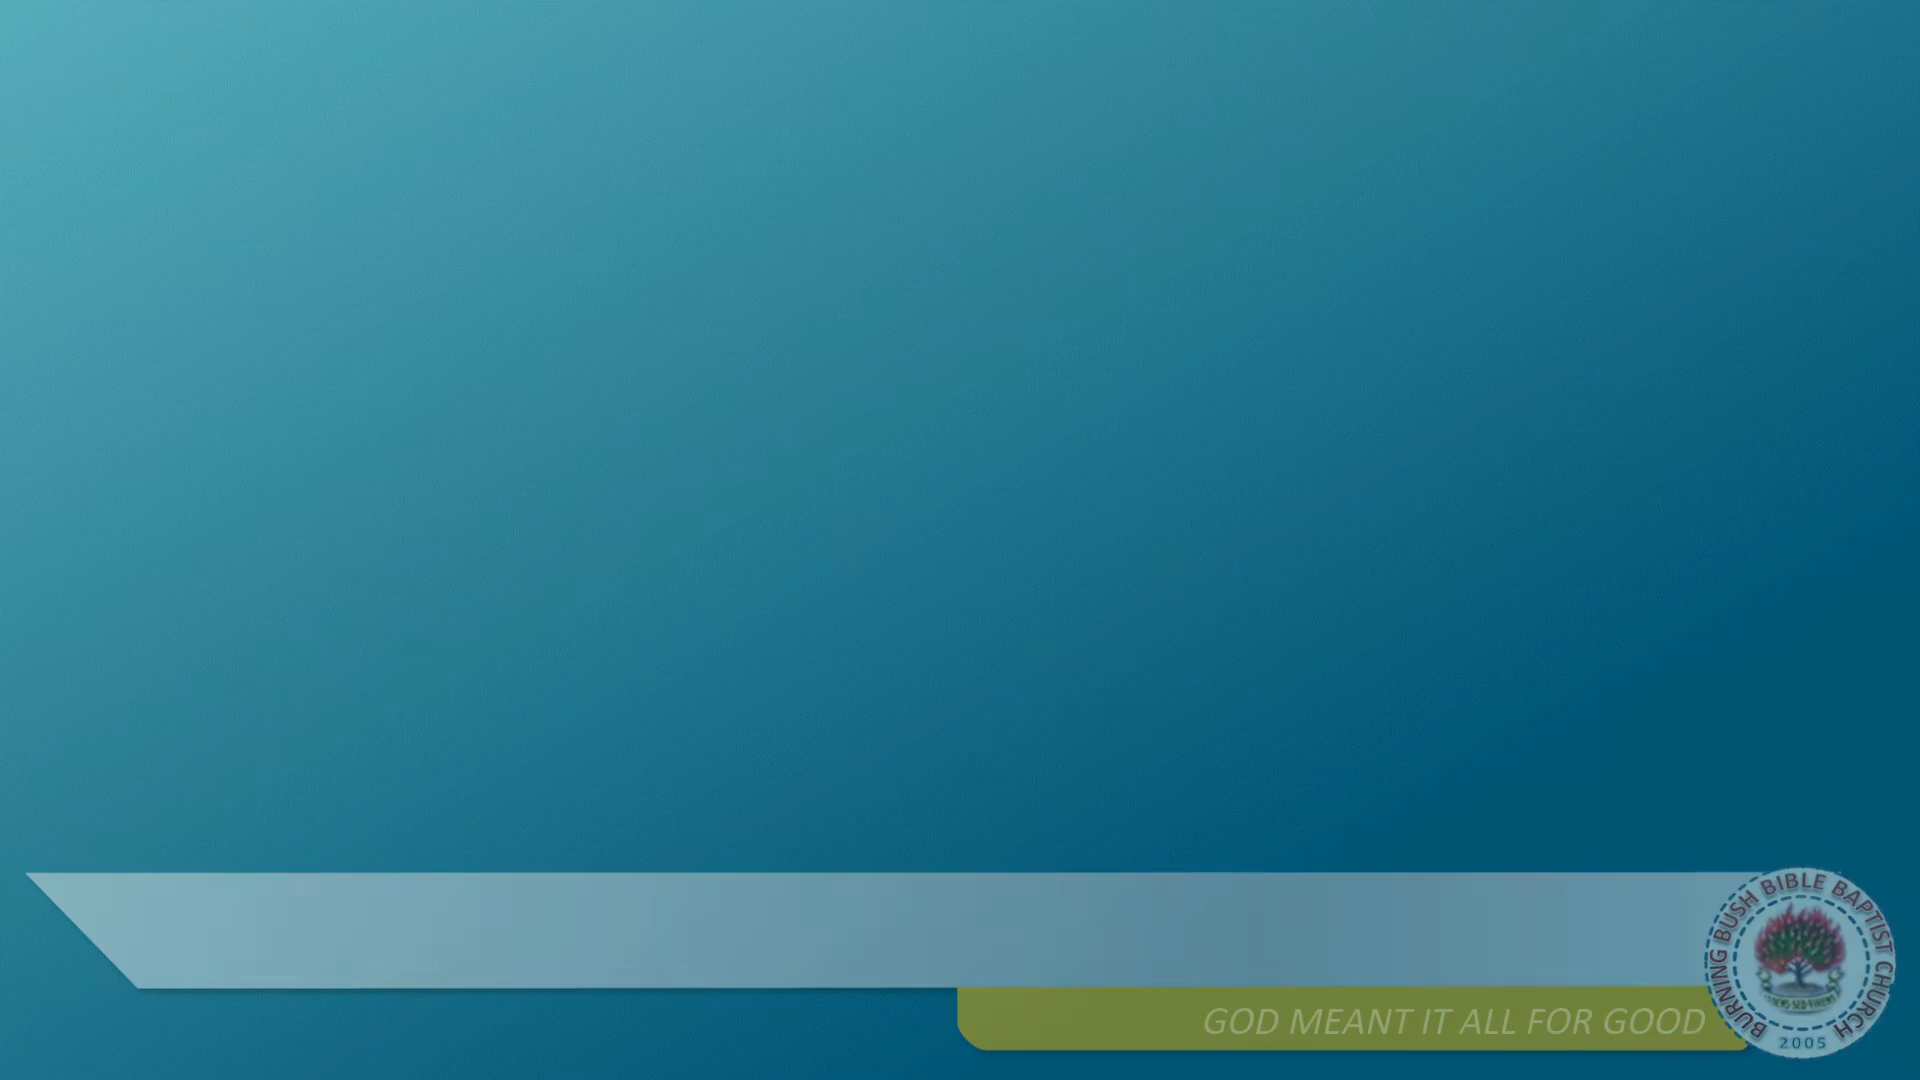 GOD MEANT IT ALL FOR GOOD
BURNING BUSH BIBLE BAPTIST CHURCH
2005